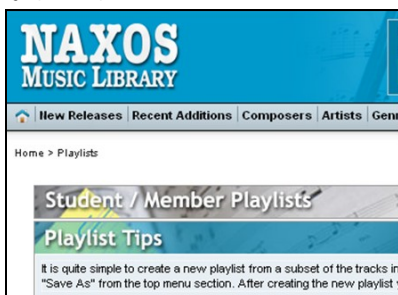 NAXOS
MUSIC LIBRARY
New Releases Recent Additions Composers Artists
Home > Playlists
Student / Member Playlists
Playlist Tips
It is quite simple to create a new playlist from a subset of the tracks in
"Save As" from the top menu section. After creating the new playlist